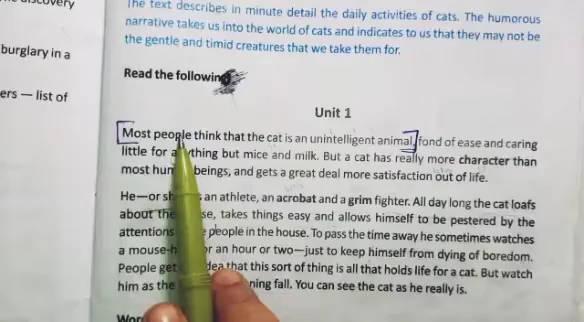 discovery
burglary in a
ers — list of
The text describes in minute detail the daily activities of cats. The humorous
narrative takes us into the world of cats and indicates to us that they may not be
the gentle and timid creatures that we take them for.
Read the following
Unit 1
Most people think that the cat is an unintelligent animal, fond of ease and caring
little for anything but mice and milk. But a cat has really more character than
most human beings, and gets a great deal more satisfaction out of life.
He—or she is an athlete, an acrobat and a grim fighter. All day long the cat loafs
about the house, takes things easy and allows himself to be pestered by the
attentions people in the house. To pass the time away he sometimes watches
a mouse-h or an hour or two—just to keep himself from dying of boredom.
People get idea that this sort of thing is all that holds life for a cat. But watch
him as the ning fall. You can see the cat as he really is.
Wor